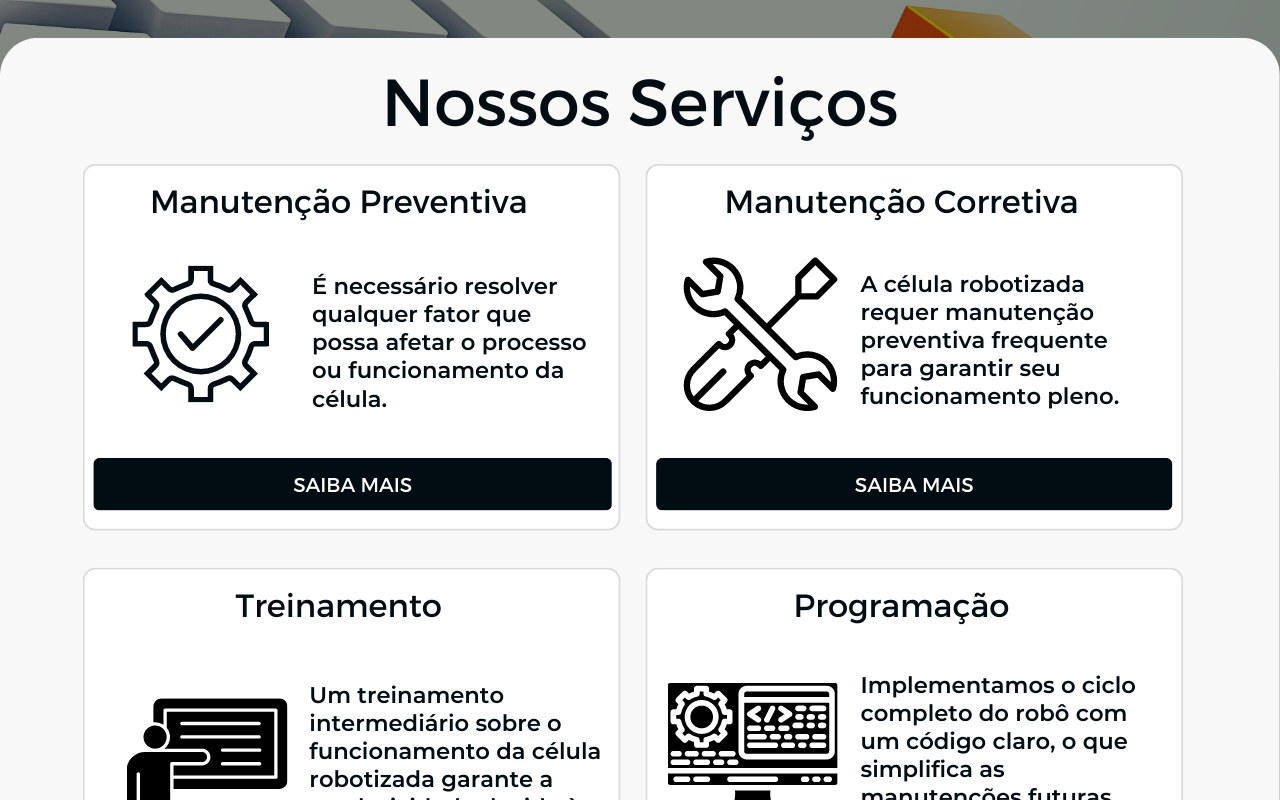 Nossos Serviços
Manutenção Preventiva
É necessário resolver
qualquer fator que
possa afetar o processo
ou funcionamento da
célula.
SAIBA MAIS
Manutenção Corretiva
A célula robotizada
requer manutenção
preventiva frequente
para garantir seu
funcionamento pleno.
SAIBA MAIS
Treinamento
Um treinamento
intermediário sobre o
funcionamento da célula
robotizada garante a
Programação
</>
Implementamos o ciclo
completo do robô com
um código claro, o que
simplifica as
manutenções futuras